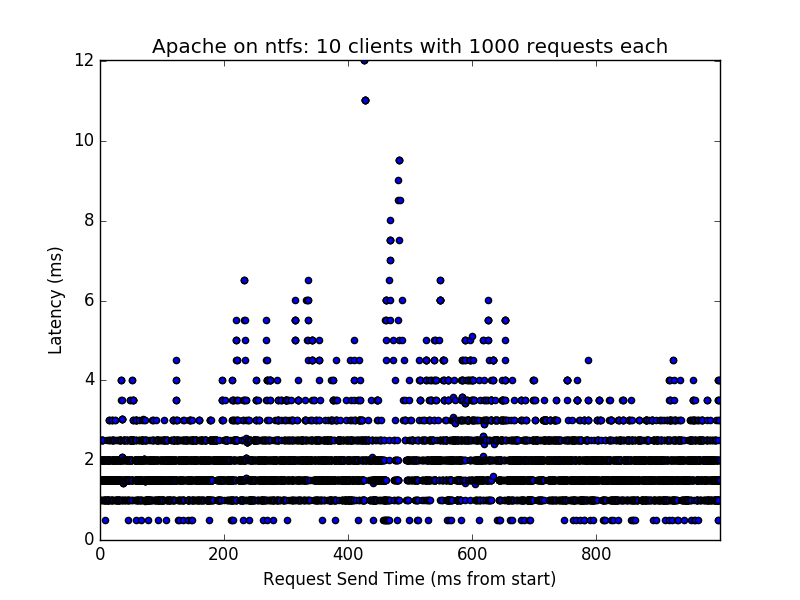 Apache on ntfs: 10 clients with 1000 requests each
12
10
8
6
4
2
0
Latency (ms)
0 200 400 600 800
Request Send Time (ms from start)